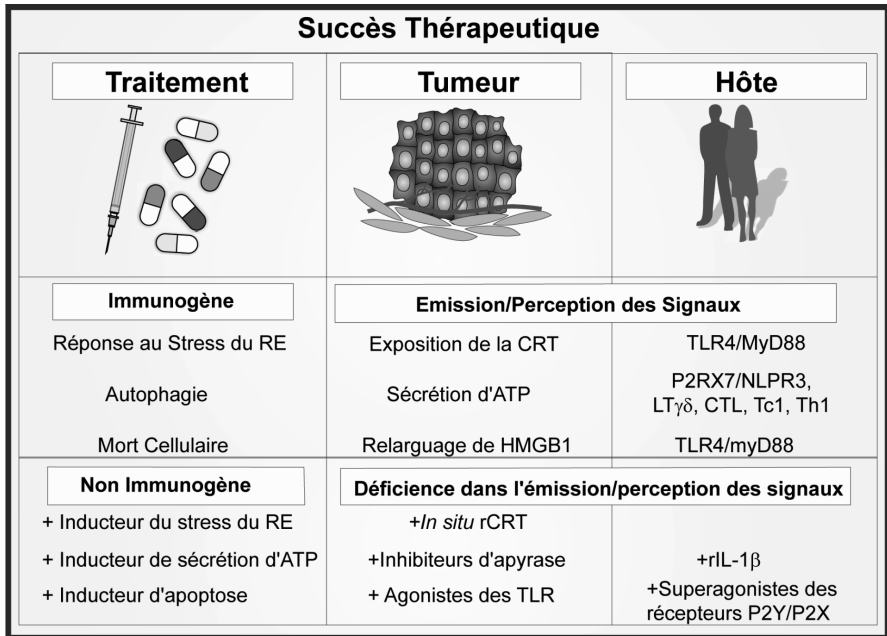 Succès Thérapeutique
Traitement
Tumeur
Hôte
Immunogène
Emission/Perception des Signaux
Réponse au Stress du RE
Exposition de la CRT
TLR4/MyD88
Autophagie
Sécrétion d'ATP
P2RX7/NLPR3,
LTγδ, CTL, Tc1, Th1
Mort Cellulaire
Relarguage de HMGB1
TLR4/myD88
Non Immunogène
Déficience dans l'émission/perception des signaux
+ Inducteur du stress du RE
+In situ rCRT
+ Inducteur de sécrétion d'ATP
+Inhibiteurs d'apyrase
+rIL-1β
+ Inducteur d'apoptose
+ Agonistes des TLR
+Superagonistes des
récepteurs P2Y/P2X